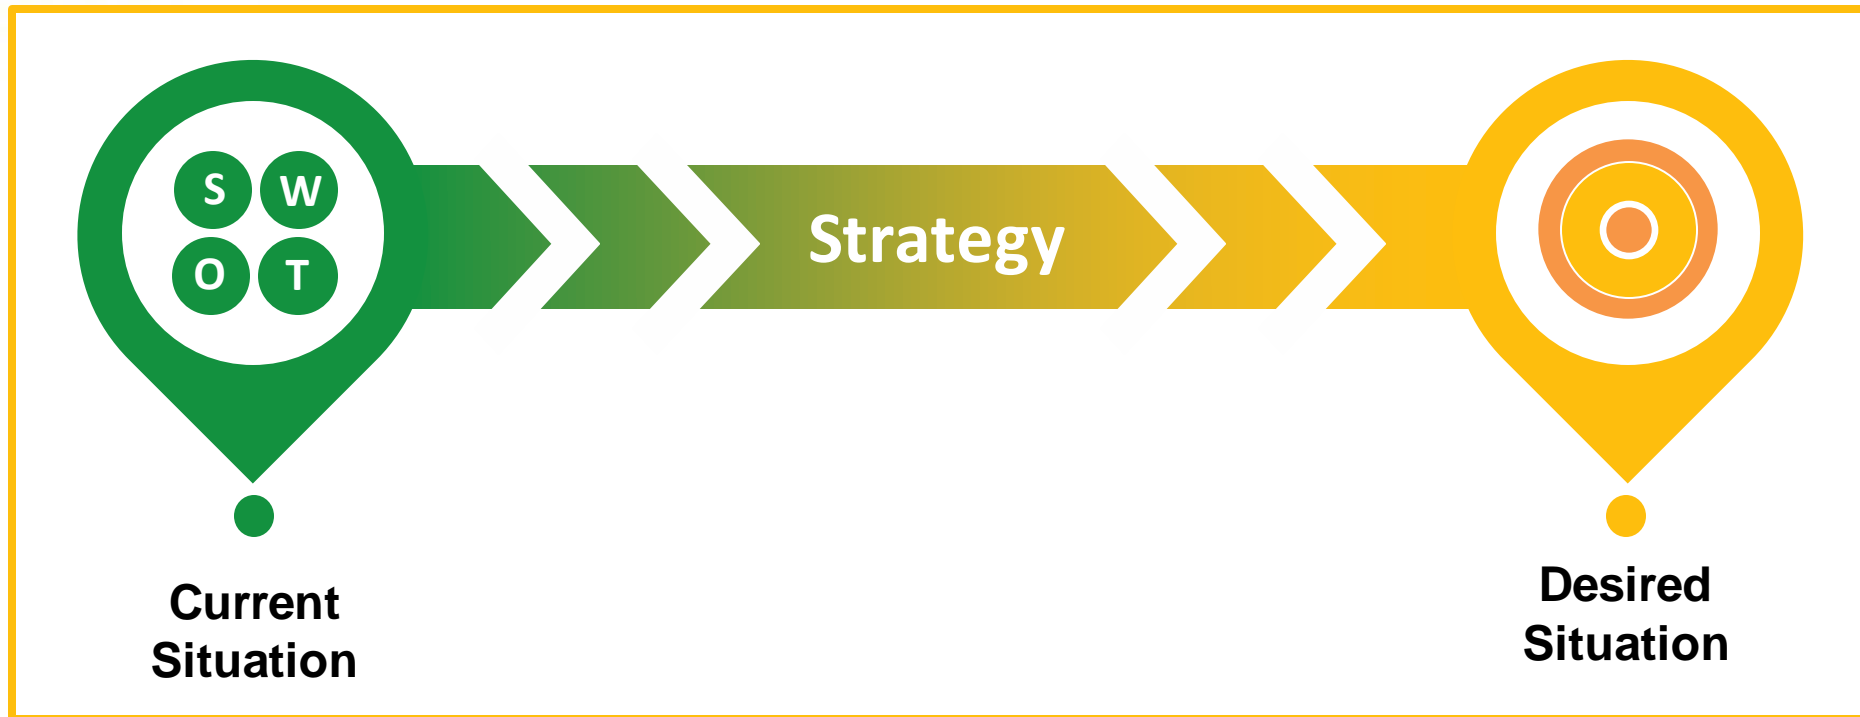 S W
O T
Strategy
Current
Situation
Desired
Situation